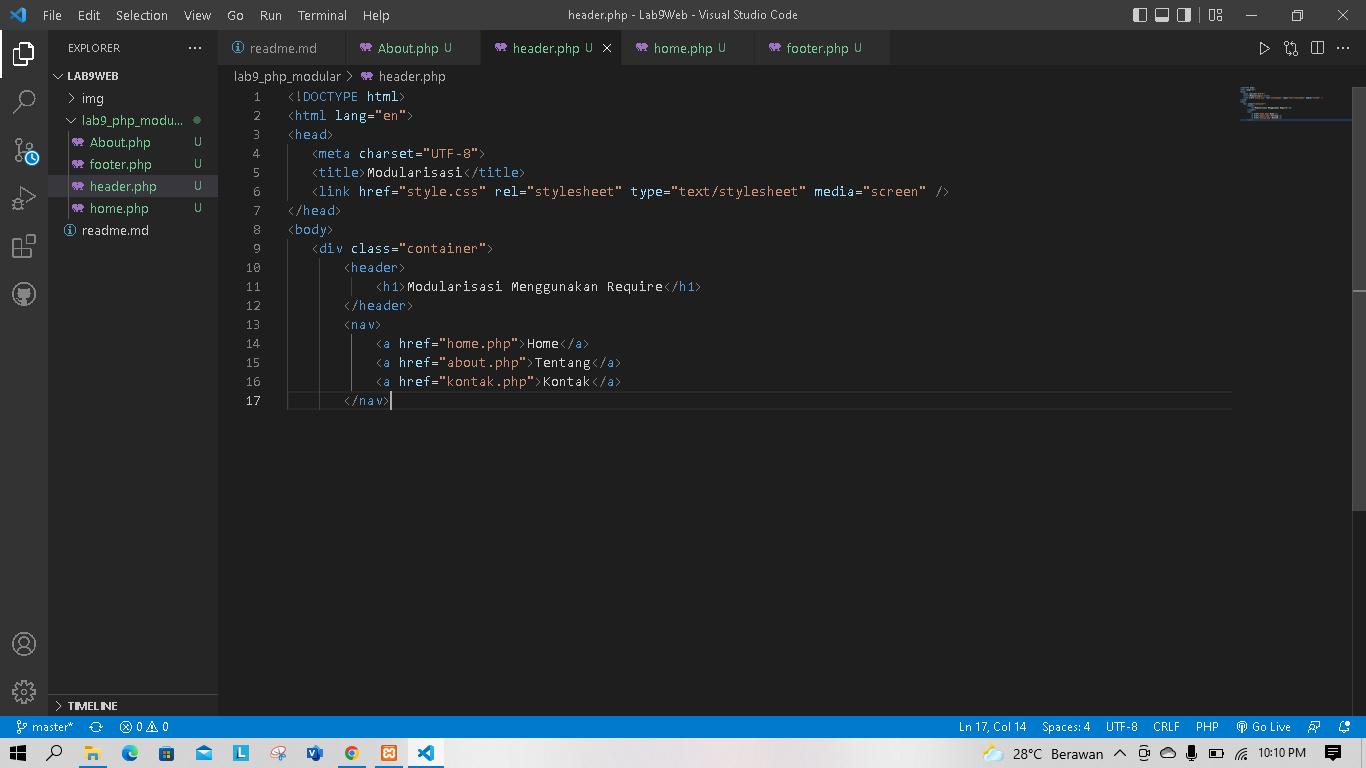 File Edit Selection View Go Run Terminal Help header.php - Lab9Web - Visual Studio Code
EXPLORER
readme.md About.php U header.php U home.php U footer.php U
LAB9WEB
img
lab9_php_modu...
About.php U
footer.php U
header.php U
home.php U
readme.md
TIMELINE
lab9_php_modular > header.php
1 <!DOCTYPE html>
2 <html lang="en">
3 <head>
4 <meta charset="UTF-8">
5 <title>Modularisasi</title>
6 <link href="style.css" rel="stylesheet" type="text/stylesheet" media="screen" />
7 </head>
8 <body>
9 <div class="container">
10 <header>
11 <h1>Modularisasi Menggunakan Require</h1>
12 </header>
13 <nav>
14 <a href="home.php">Home</a>
15 <a href="about.php">Tentang</a>
16 <a href="kontak.php">Kontak</a>
17 </nav>
master* 0 0 Ln 17, Col 14 Spaces: 4 UTF-8 CRLF PHP Go Live
28°C Berawan 10:10 PM